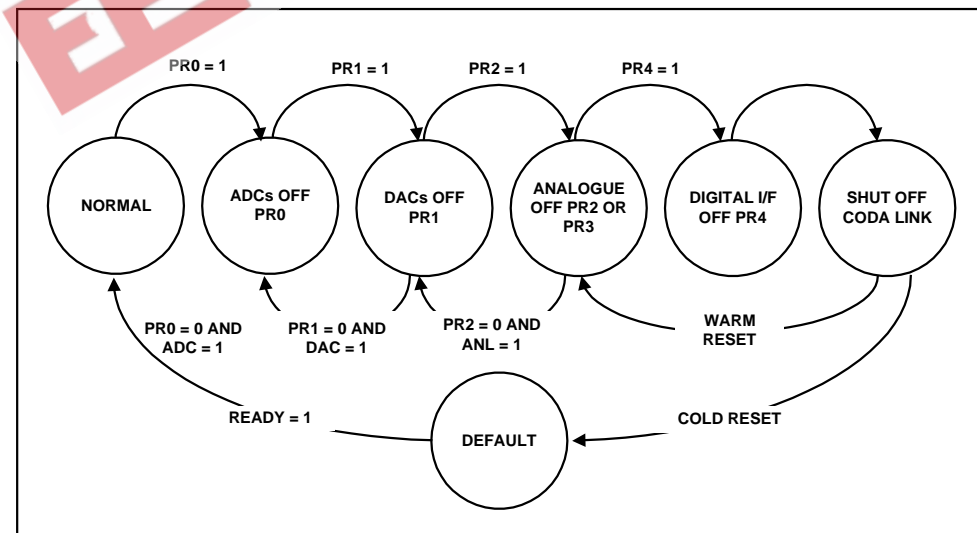 PR0 = 1
PR1 = 1
PR2 = 1
PR4 = 1
NORMAL
ADCs OFF
PR0
DACs OFF
PR1
ANALOGUE
OFF PR2 OR
PR3
DIGITAL I/F
OFF PR4
SHUT OFF
CODA LINK
PR0 = 0 AND
ADC = 1
PR1 = 0 AND
DAC = 1
PR2 = 0 AND
ANL = 1
WARM
RESET
READY = 1
DEFAULT
COLD RESET